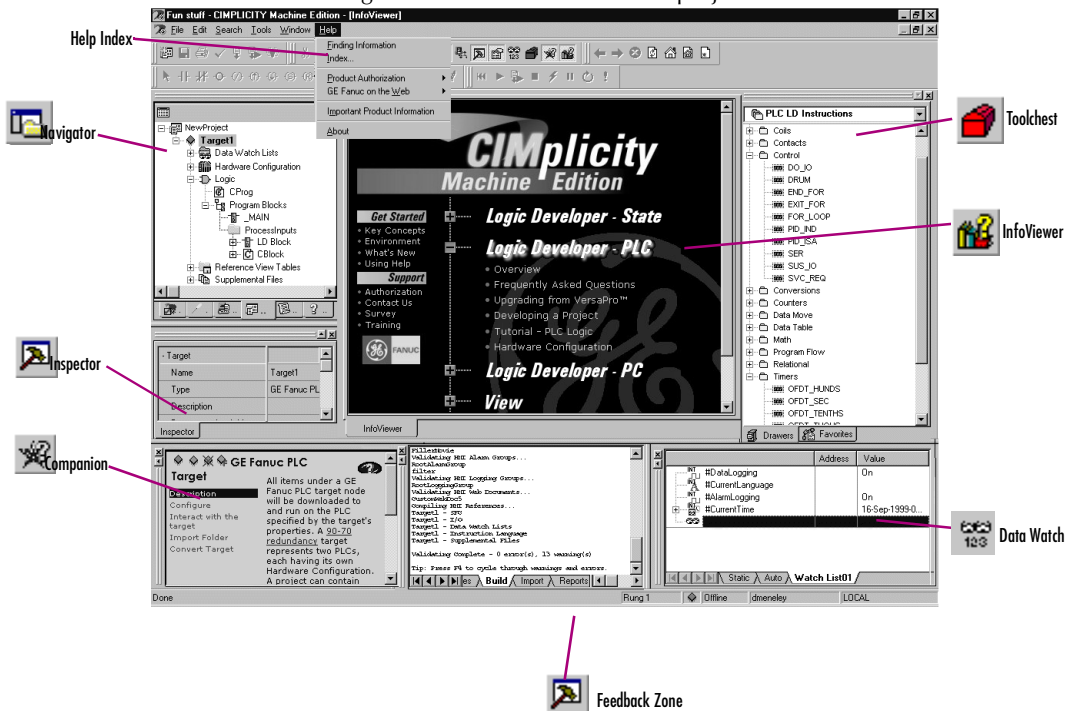 Fun stuff - CIMPLICITY Machine Edition - [InfoViewer]
File Edit Search Tools Window Help
Help Index
Finding Information
Index...
Product Authorization
GE Fanuc on the Web
Important Product Information
About
Navigator
NewProject
Target1
Data Watch Lists
Hardware Configuration
Logic
CProg
Program Blocks
_MAIN
ProcessInputs
LD Block
CBlock
Reference View Tables
Supplemental Files
CIMplicity
Machine Edition
Get Started
• Key Concepts
• Environment
• What's New
• Using Help
Support
• Authorization
• Contact Us
• Survey
• Training
GE FANUC
Logic Developer - State
Logic Developer - PLC
• Overview
• Frequently Asked Questions
• Upgrading from VersaPro™
• Developing a Project
• Tutorial - PLC Logic
• Hardware Configuration
Logic Developer - PC
View
InfoViewer
PLC LD Instructions
Coils
Contacts
Control
DO_IO
DRUM
END_FOR
EXIT_FOR
FOR_LOOP
PID_IND
PID_ISA
SER
SUS_IO
SVC_REQ
Conversions
Counters
Data Move
Data Table
Math
Program Flow
Relational
Timers
OFDT_HUNDS
OFDT_SEC
OFDT_TENTHS
Drawers Favorites
Toolchest
InfoViewer
Inspector
Target
Name Target1
Type GE Fanuc PL
Description
Inspector
Companion
GE Fanuc PLC
Target
Description
Configure
Interact with the
target
Import Folder
Convert Target
All items under a GE
Fanuc PLC target node
will be downloaded to
and run on the PLC
specified by the target's
properties. A 90-70
redundancy target
represents two PLCs,
each having its own
Hardware Configuration.
A project can contain
Validating HMI Alarm Groups...
RootAlarmGroup
filter
Validating HMI Logging Groups...
RootLoggingGroup
Validating HMI Web Documents...
CustomWebDoc5
Compiling HMI References...
Target1 - SFC
Target1 - I/O
Target1 - Data Watch Lists
Target1 - Instruction Language
Target1 - Supplemental Files
Validating Complete - 0 error(s), 13 warning(s)
Tip: Press F4 to cycle through warnings and errors.
es Build Import Reports
Address Value
#DataLogging On
#CurrentLanguage
#AlarmLogging On
#CurrentTime 16-Sep-1999-0...
Static Auto Watch List01
Data Watch
123
Done Rung 1 Offline dmeneley LOCAL
Feedback Zone